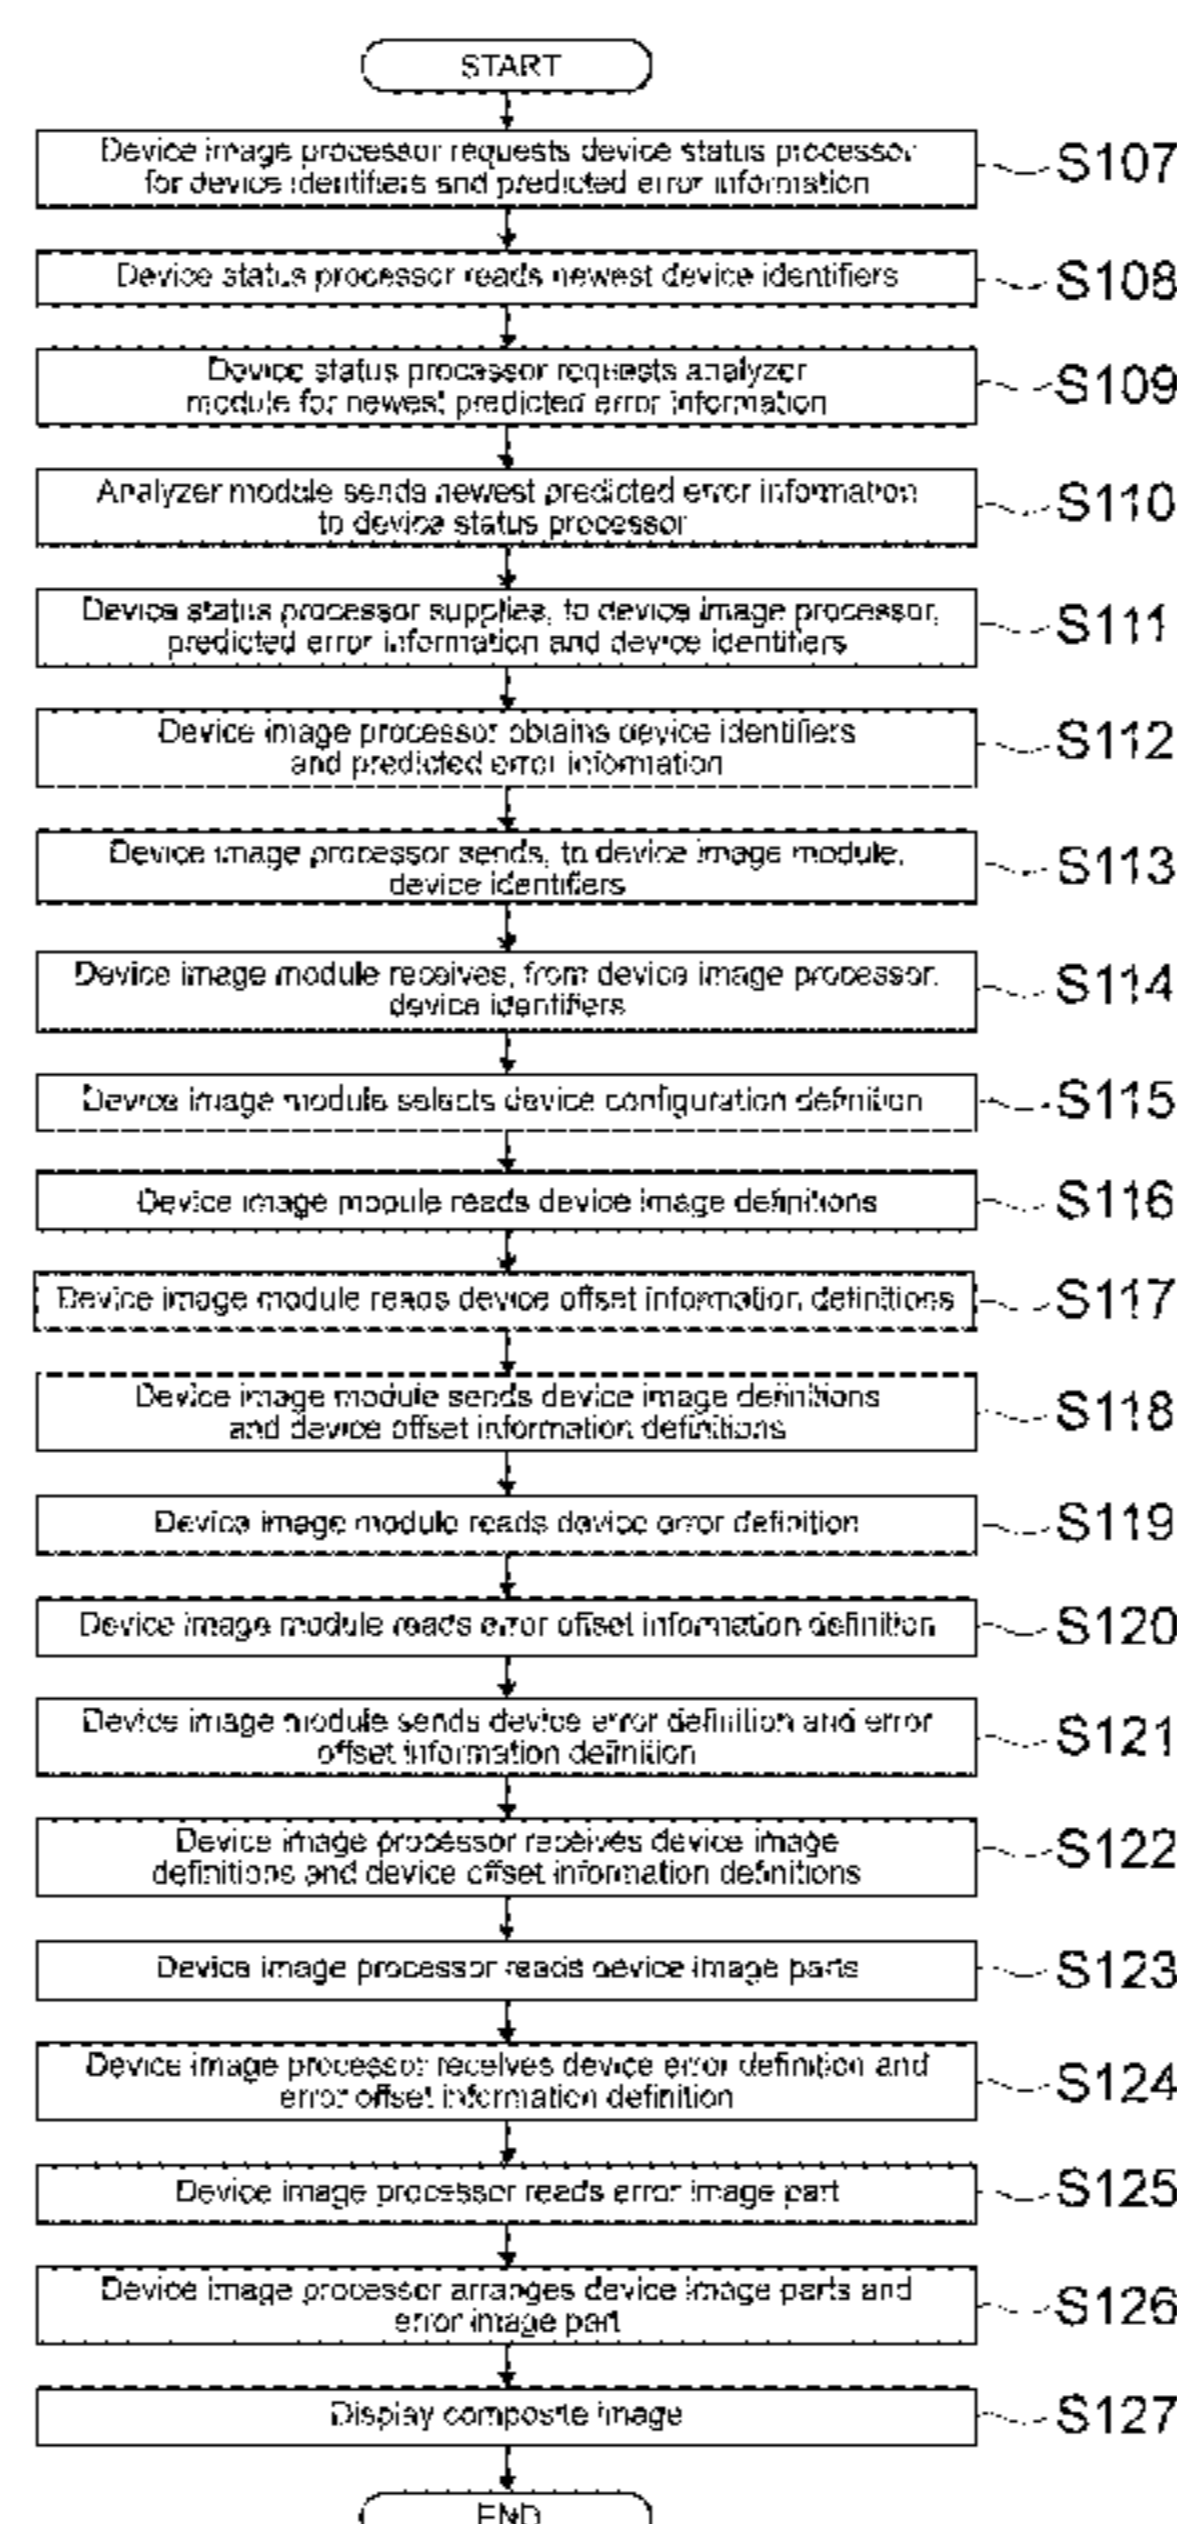 START
Device image processor requests device status processor
for device identifiers and predicted error information
S107
Device status processor reads newest device identifiers
S108
Device status processor requests analyzer
module for newest predicted error information
S109
Analyzer module sends newest predicted error information
to device status processor
S110
Device status processor supplies, to device image processor,
predicted error information and device identifiers
S111
Device image processor obtains device identifiers
and predicted error information
S112
Device image processor sends, to device image module,
device identifiers
S113
Device image module receives, from device image processor,
device identifiers
S114
Device image module selects device configuration definition
S115
Device image module reads device image definitions
S116
Device image module reads device offset information definitions
S117
Device image module sends device image definitions
and device offset information definitions
S118
Device image module reads device error definition
S119
Device image module reads error offset information definition
S120
Device image module sends device error definition and error
offset information definition
S121
Device image processor receives device image
definitions and device offset information definitions
S122
Device image processor reads device image parts
S123
Device image processor receives device error definition and
error offset information definition
S124
Device image processor reads error image part
S125
Device image processor arranges device image parts and
error image part
S126
Display composite image
S127
END